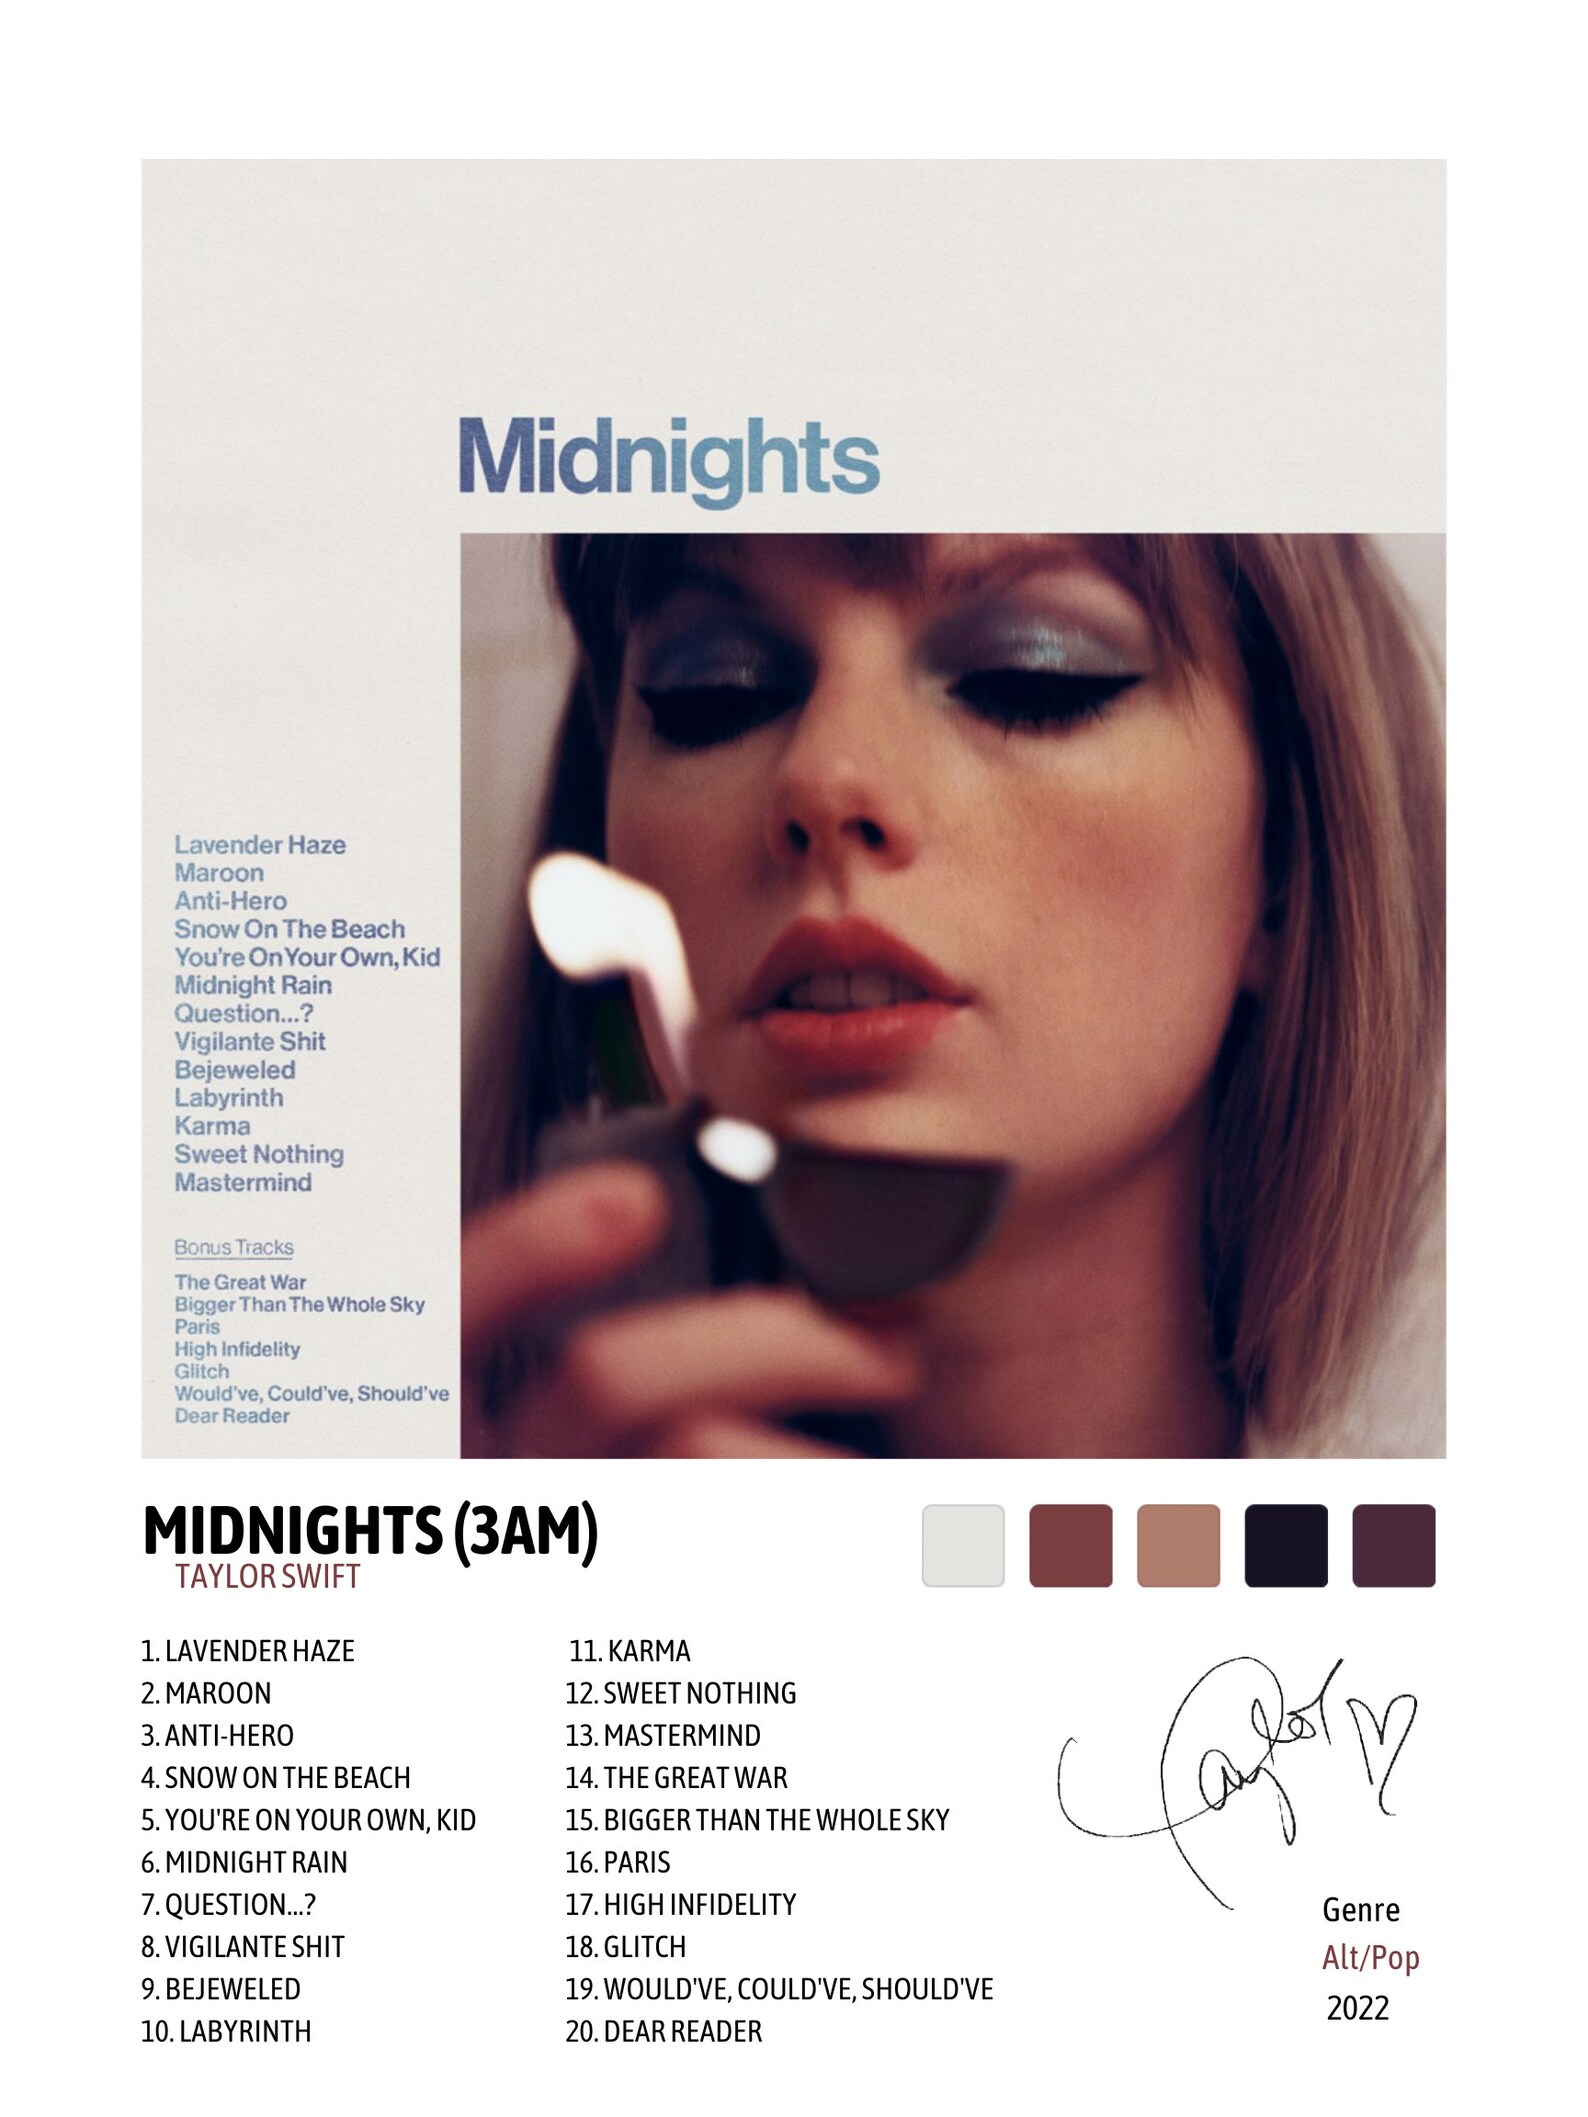 Midnights
Lavender Haze
Maroon
Anti-Hero
Snow On The Beach
You're On Your Own, Kid
Midnight Rain
Question...?
Vigilante Shit
Bejeweled
Labyrinth
Karma
Sweet Nothing
Mastermind
Bonus Tracks
The Great War
Bigger Than The Whole Sky
Paris
High Infidelity
Glitch
Would've, Could've, Should've
Dear Reader
MIDNIGHTS (3AM)
TAYLOR SWIFT
1. LAVENDER HAZE
2. MAROON
3. ANTI-HERO
4. SNOW ON THE BEACH
5. YOU'RE ON YOUR OWN, KID
6. MIDNIGHT RAIN
7. QUESTION...?
8. VIGILANTE SHIT
9. BEJEWELED
10. LABYRINTH
11. KARMA
12. SWEET NOTHING
13. MASTERMIND
14. THE GREAT WAR
15. BIGGER THAN THE WHOLE SKY
16. PARIS
17. HIGH INFIDELITY
18. GLITCH
19. WOULD'VE, COULD'VE, SHOULD'VE
20. DEAR READER
Taylor
Genre
Alt/Pop
2022